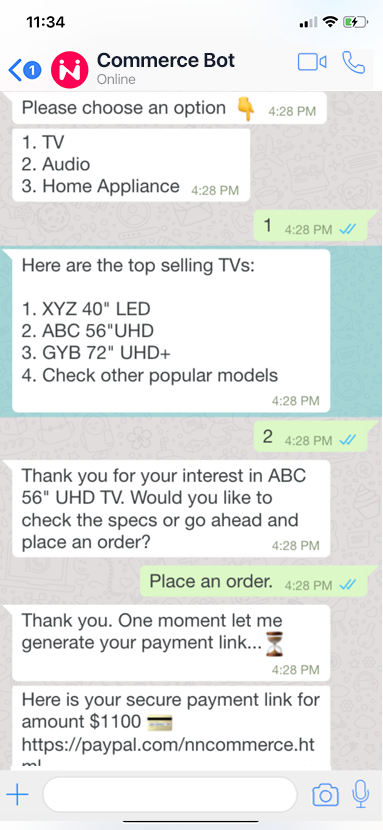 11:34
1
Commerce Bot
Online
Please choose an option 👇 4:28 PM
1. TV
2. Audio
3. Home Appliance 4:28 PM
1 4:28 PM
Here are the top selling TVs:
1. XYZ 40" LED
2. ABC 56"UHD
3. GYB 72" UHD+
4. Check other popular models
4:28 PM
2 4:28 PM
Thank you for your interest in ABC
56" UHD TV. Would you like to
check the specs or go ahead and
place an order? 4:28 PM
Place an order. 4:28 PM
Thank you. One moment let me
generate your payment link...⏳
4:28 PM
Here is your secure payment link for
amount $1100 💳
https://paypal.com/nncommerce.ht
ml